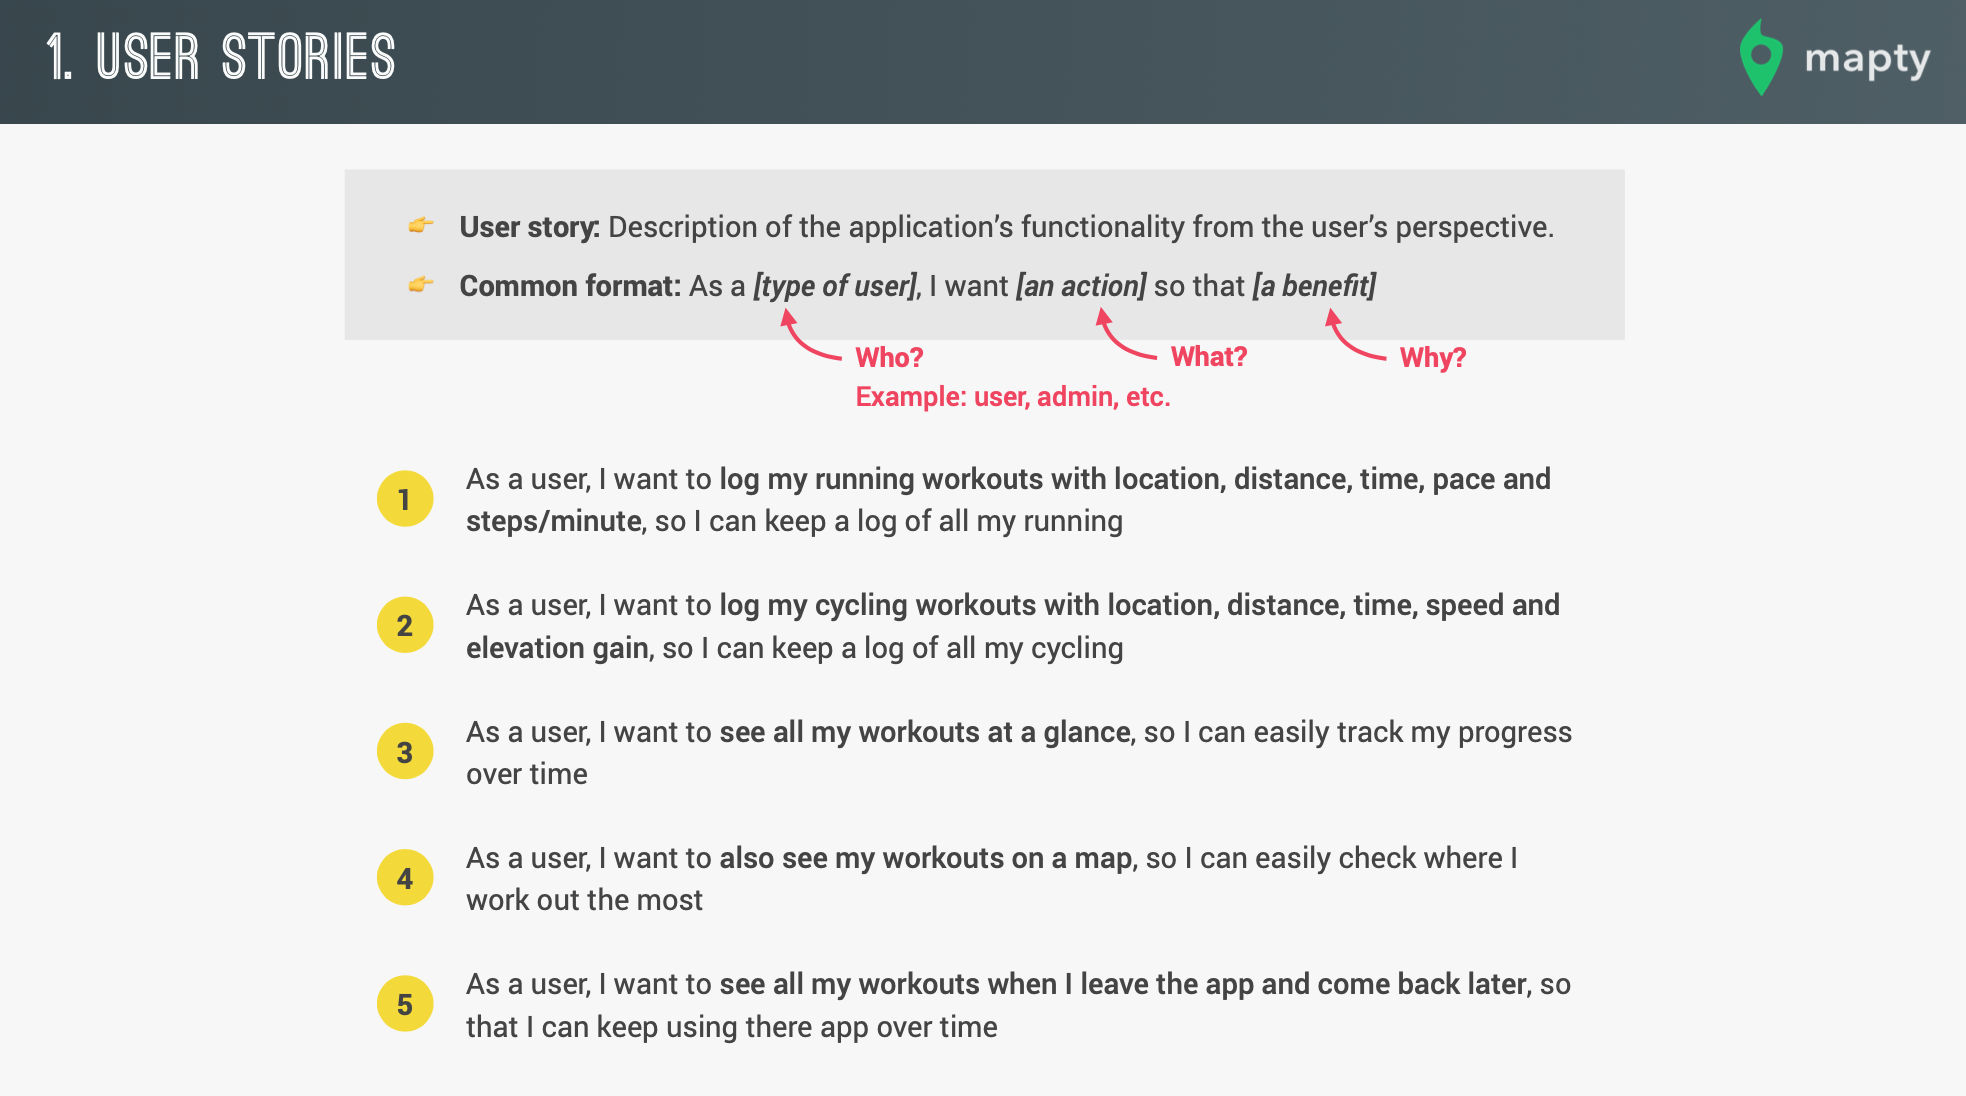 1. USER STORIES
mapty
User story: Description of the application’s functionality from the user’s perspective.
Common format: As a [type of user], I want [an action] so that [a benefit]
Who?
What?
Why?
Example: user, admin, etc.
1
As a user, I want to log my running workouts with location, distance, time, pace and
steps/minute, so I can keep a log of all my running
2
As a user, I want to log my cycling workouts with location, distance, time, speed and
elevation gain, so I can keep a log of all my cycling
3
As a user, I want to see all my workouts at a glance, so I can easily track my progress
over time
4
As a user, I want to also see my workouts on a map, so I can easily check where I
work out the most
5
As a user, I want to see all my workouts when I leave the app and come back later, so
that I can keep using there app over time